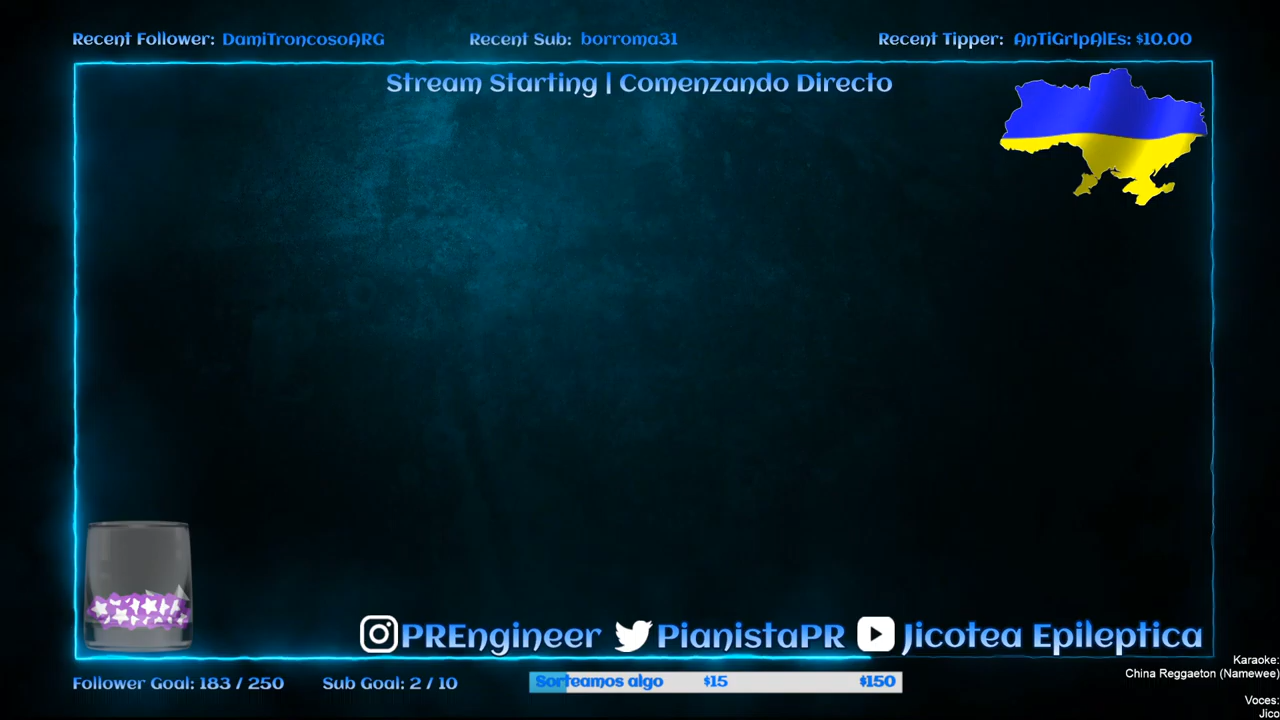 Recent Follower: DamiTroncosoARG Recent Sub: borroma31 Recent Tipper: AnTiGrIpAlEs: $10.00
Stream Starting | Comenzando Directo
PREngineer PianistaPR Jicotea Epileptica
Follower Goal: 183 / 250 Sub Goal: 2 / 10 Sorteamos algo $15 $150
Karaoke:
China Reggaeton (Namewee)
Voces:
Jico